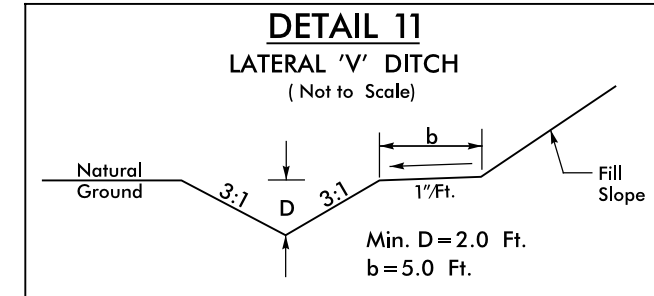 DETAIL 11
LATERAL 'V' DITCH
( Not to Scale)
b
Natural
Ground
3:1
D
3:1
1"/Ft.
Fill
Slope
Min. D=2.0 Ft.
b=5.0 Ft.